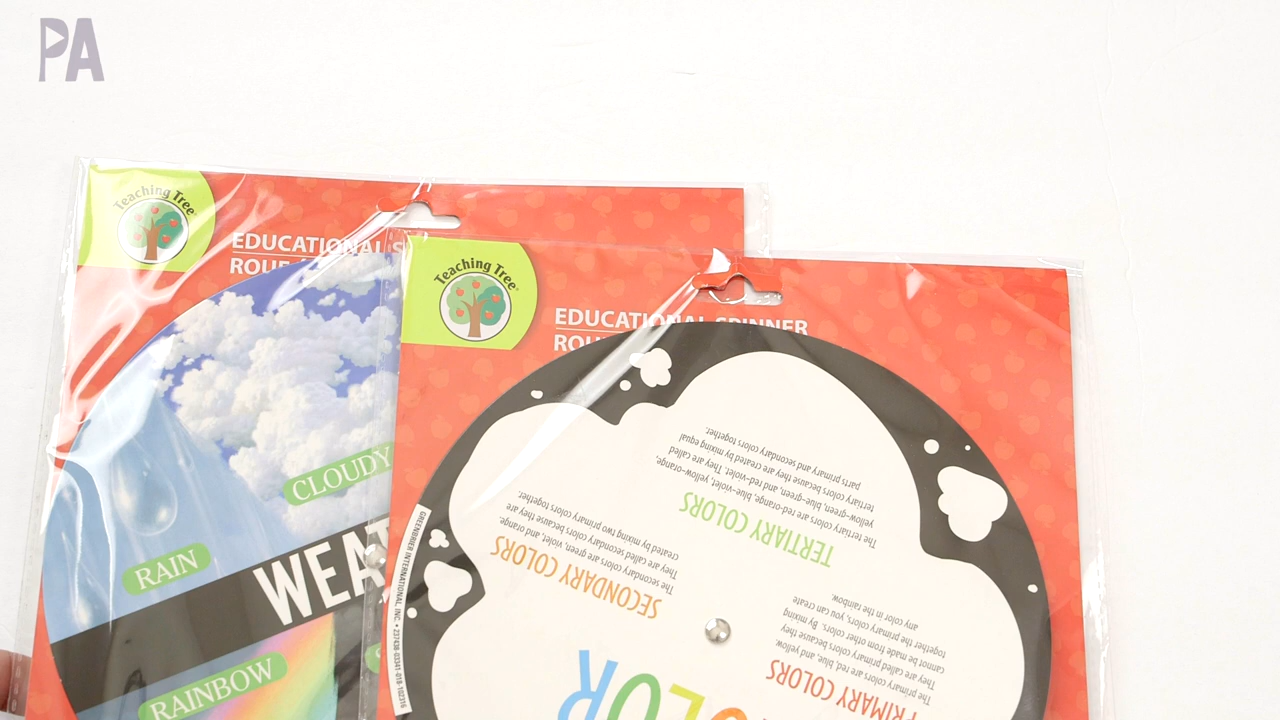 PA
Teaching Tree
EDUCATIONAL S
ROUE
CLOUDY
RAIN
WEAT
RAINBOW
Teaching Tree
EDUCATIONAL SPINNER
ROU
TERTIARY COLORS
The tertiary colors are red-orange, yellow-orange,
yellow-green, blue-green, blue-violet, and red-violet. They are called
tertiary colors because they are created by mixing equal
parts primary and secondary colors together.
SECONDARY COLORS
The secondary colors are violet, green, and orange.
They are called secondary colors because they are
created by mixing two primary colors together.
PRIMARY COLORS
The primary colors are red, blue, and yellow.
They are called primary colors because they
cannot be made from other colors. By mixing
together the primary colors, you can create
any color in the rainbow.
OLOR
GREENBRIER INTERNATIONAL, INC. • 237438-03341-018-102316